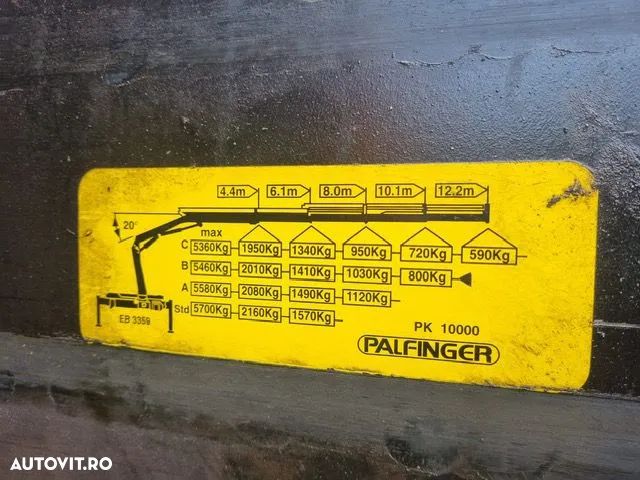 4.4m 6.1m 8.0m 10.1m 12.2m
20°
max
C 5360Kg 1950Kg 1340Kg 950Kg 720Kg 590Kg
B 5460Kg 2010Kg 1410Kg 1030Kg 800Kg
A 5580Kg 2080Kg 1490Kg 1120Kg
Std 5700Kg 2160Kg 1570Kg
EB 3359
PK 10000
PALFINGER
AUTOVIT.RO